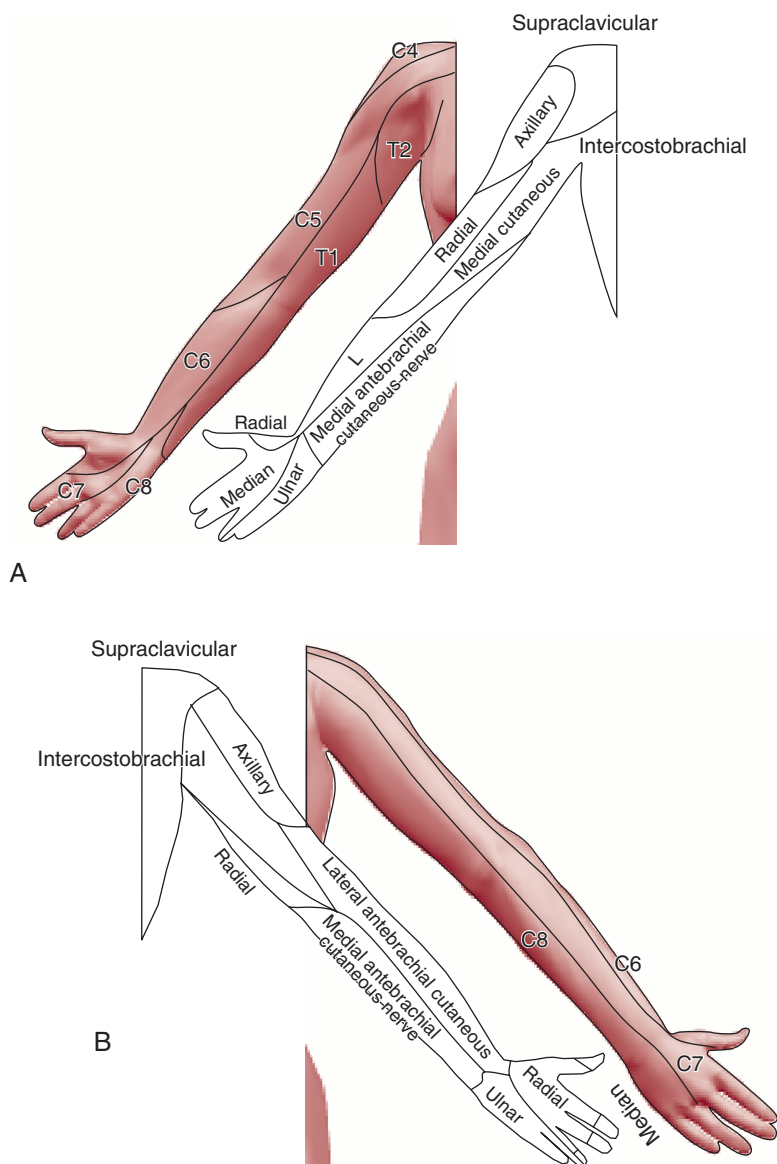 Supraclavicular
C4
Axillary
T2
Intercostobrachial
C5
Radial
Medial cutaneous
T1
C6
L
Medial antebrachial
cutaneous nerve
Radial
C7
C8
Median
Ulnar
A
Supraclavicular
Intercostobrachial
Axillary
Radial
Lateral antebrachial cutaneous
Medial antebrachial
cutaneous nerve
C8
C6
B
C7
Radial
Ulnar
Median